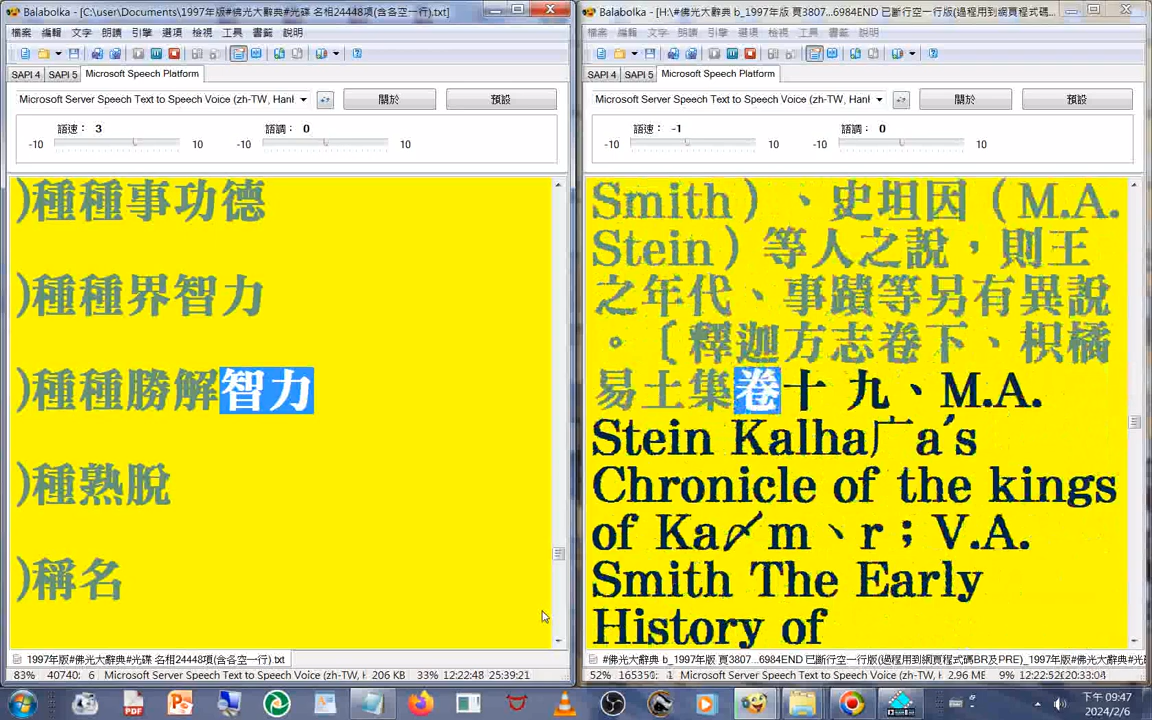 Balabolka - [C:\user\Documents\1997年版#佛光大辭典#光碟 名相24448項(含各空一行).txt]
檔案 編輯 文字 朗讀 引擎 選項 檢視 工具 書籤 說明
SAPI 4 SAPI 5 Microsoft Speech Platform
Microsoft Server Speech Text to Speech Voice (zh-TW, Hanl
關於
預設
語速： 3
語調： 0
-10 10 -10 10
)種種事功德
)種種界智力
)種種勝解智力
)種熟脫
)稱名
1997年版#佛光大辭典#光碟 名相24448項(含各空一行).txt
83% 40740: 6 Microsoft Server Speech Text to Speech Voice (zh-TW, 206 KB 33% 12:22:48 25:39:21
Balabolka - [H:\#佛光大辭典 b_1997年版 頁3807...6984END 已斷行空一行版(過程用到網頁程式碼...
檔案 編輯 文字 朗讀 引擎 選項 檢視 工具 書籤 說明
SAPI 4 SAPI 5 Microsoft Speech Platform
Microsoft Server Speech Text to Speech Voice (zh-TW, Hanl
關於
預設
語速： -1
語調： 0
-10 10 -10 10
Smith）、史坦因（M.A.
Stein）等人之說，則王
之年代、事蹟等另有異說
。〔釋迦方志卷下、枳橘
易土集卷十 九、M.A.
Stein Kalha广a′s
Chronicle of the kings
of Ka〆m、r；V.A.
Smith The Early
History of
#佛光大辭典 b_1997年版 頁3807...6984END 已斷行空一行版(過程用到網頁程式碼BR及PRE)_1997年版#光
52% 165359: Microsoft Server Speech Text to Speech Voice (zh-TW, 2.96 ME 9% 12:22:52
下午 09:47
2024/2/6